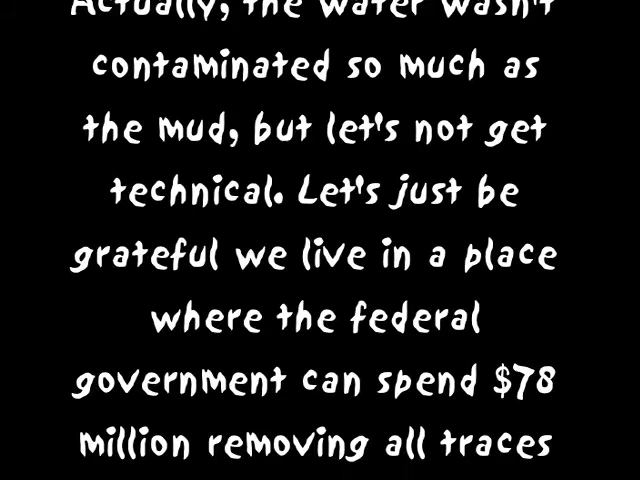 Actually, the water wasn't
contaminated so much as
the mud, but let's not get
technical. Let's just be
grateful we live in a place
where the federal
government can spend $78
million removing all traces